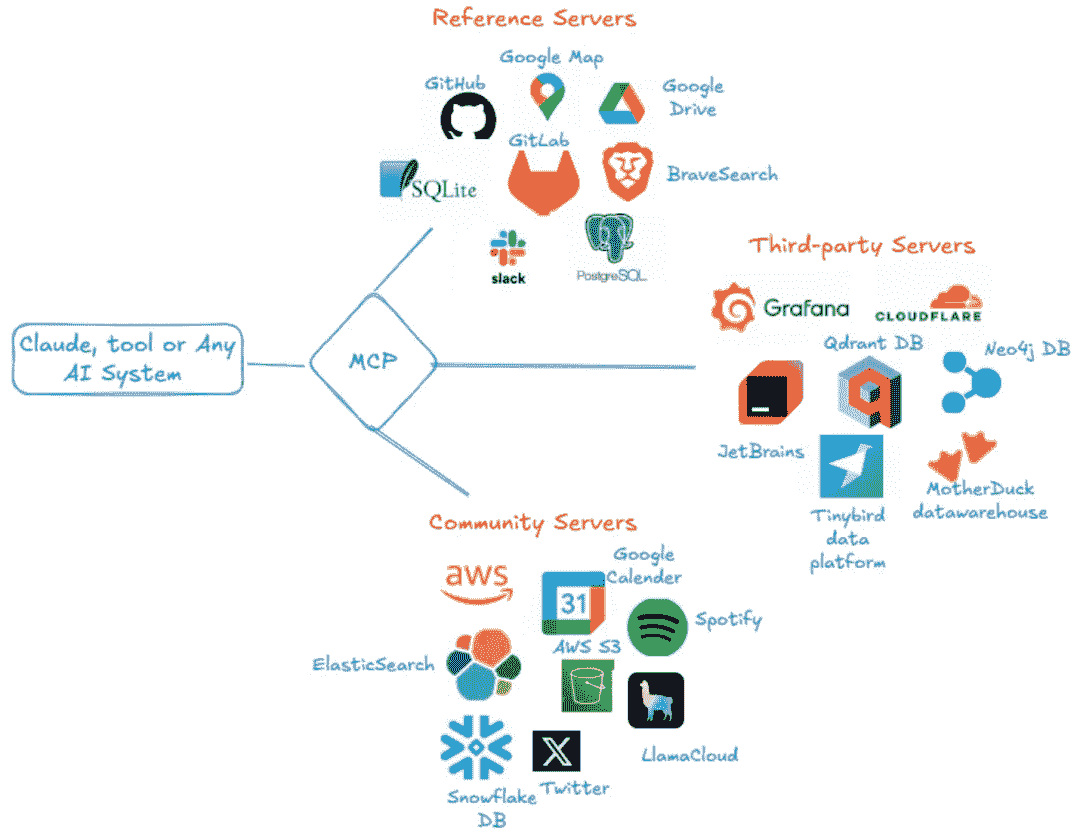 Reference Servers
Google Map
GitHub
Google
Drive
GitLab
BraveSearch
SQLite
slack
PostgreSQL
Third-party Servers
Grafana
CLOUDFLARE
Qdrant DB
Neo4j DB
Claude, tool or Any
AI System
MCP
JetBrains
MotherDuck
datawarehouse
Tinybird
data
platform
Community Servers
Google
Calender
aws
31
Spotify
AWS S3
ElasticSearch
LlamaCloud
X
Twitter
Snowflake
DB